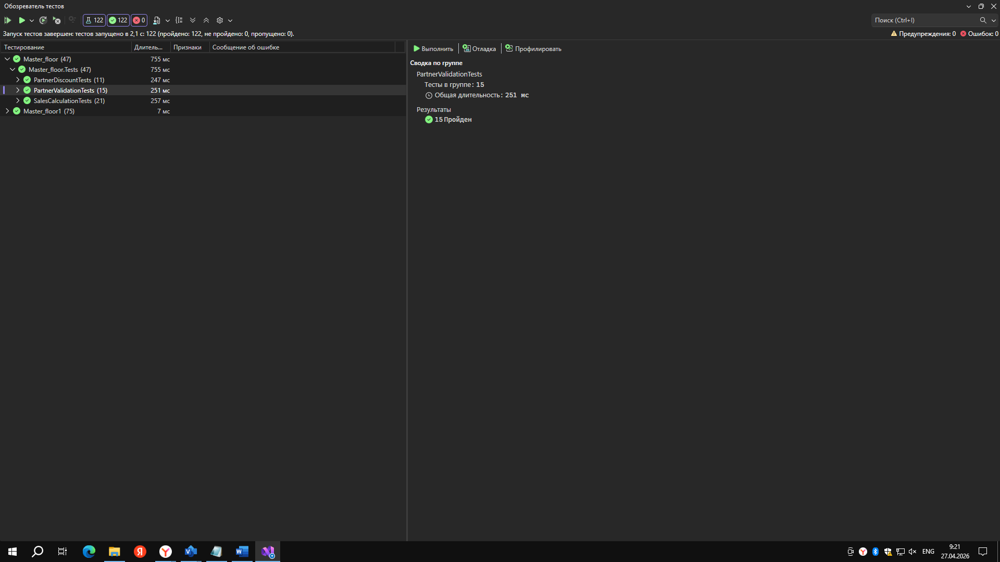 Обозреватель тестов
122
122
0
Поиск (Ctrl+I)
Запуск тестов завершен: тестов запущено в 2,1 с: 122 (пройдено: 122, не пройдено: 0, пропущено: 0).
Предупреждения: 0
Ошибок: 0
Тестирование
Длитель...
Признаки
Сообщение об ошибке
Master_floor (47)
755 мс
Master_floor.Tests (47)
755 мс
PartnerDiscountTests (11)
247 мс
PartnerValidationTests (15)
251 мс
SalesCalculationTests (21)
257 мс
Master_floor1 (75)
7 мс
Выполнить
Отладка
Профилировать
Сводка по группе
PartnerValidationTests
Тесты в группе: 15
Общая длительность: 251 мс
Результаты
15 Пройден
ENG
9:21
27.04.2026